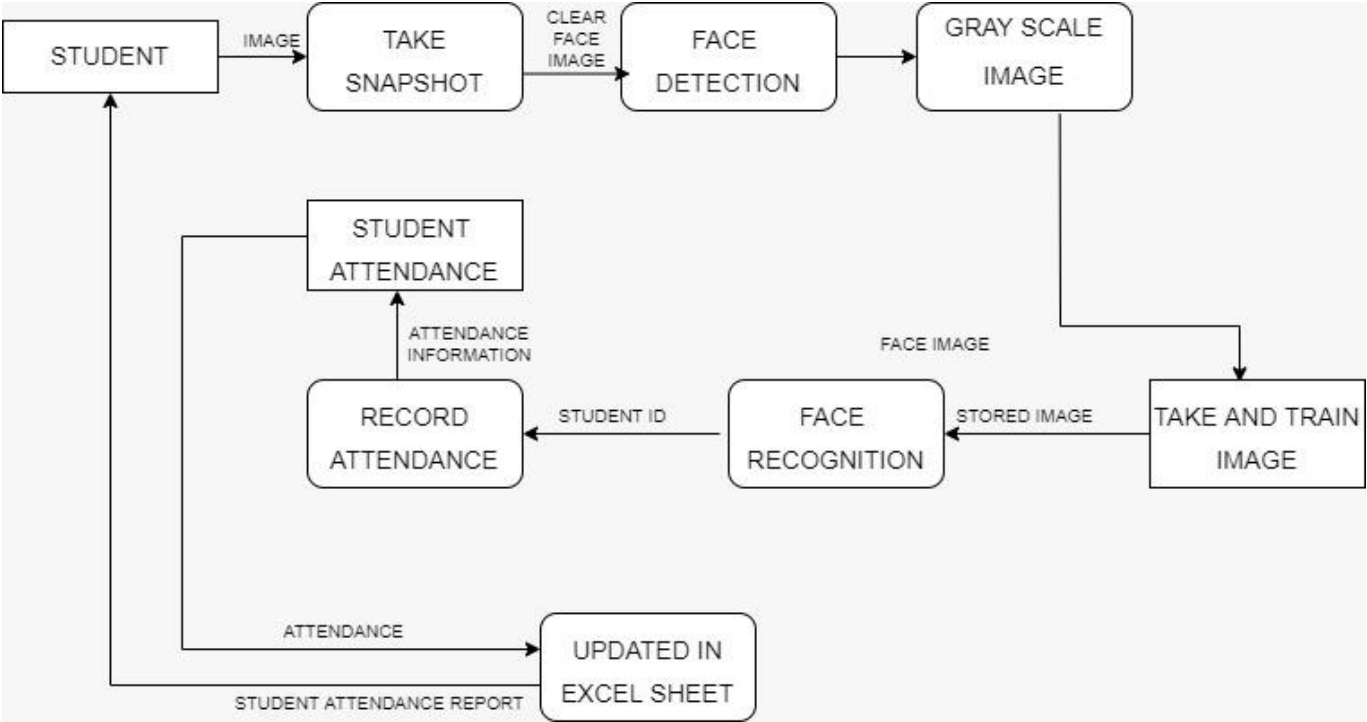 STUDENT
IMAGE
TAKE
SNAPSHOT
CLEAR
FACE
IMAGE
FACE
DETECTION
GRAY SCALE
IMAGE
STUDENT
ATTENDANCE
ATTENDANCE
INFORMATION
FACE IMAGE
RECORD
ATTENDANCE
STUDENT ID
FACE
RECOGNITION
STORED IMAGE
TAKE AND TRAIN
IMAGE
ATTENDANCE
UPDATED IN
EXCEL SHEET
STUDENT ATTENDANCE REPORT